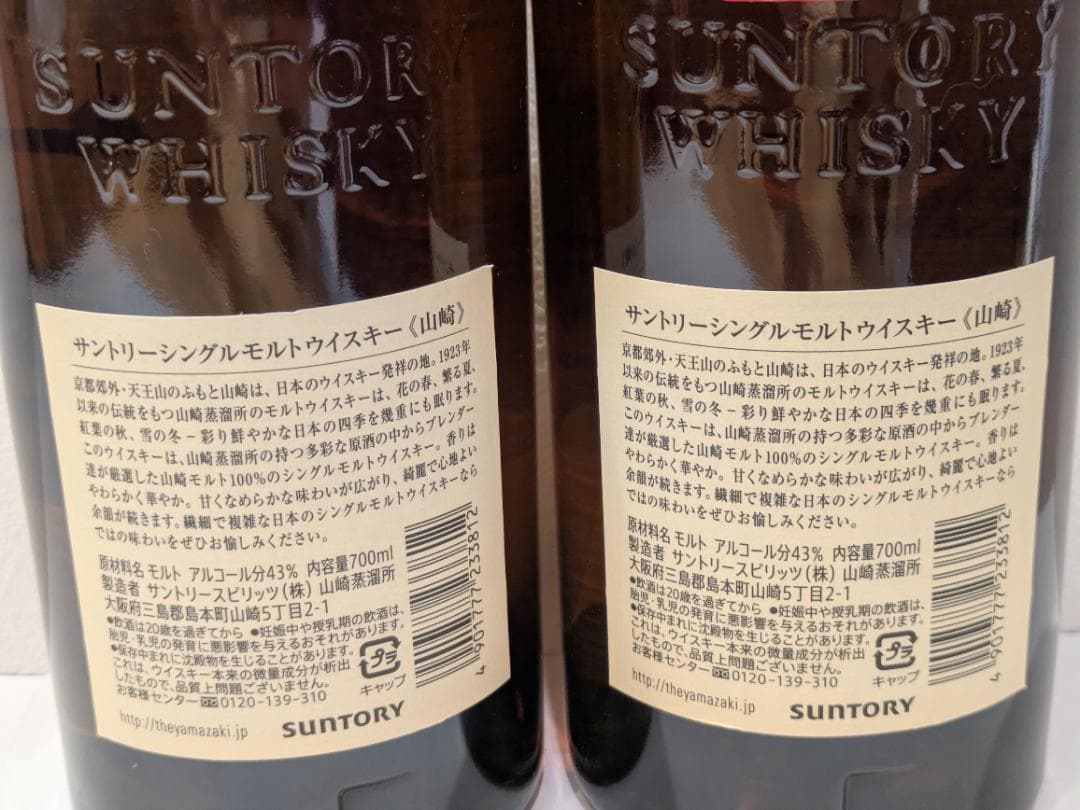 SUNTORY
WHISKY
サントリーシングルモルトウイスキー《山崎》
京都郊外・天王山のふもと山崎は、日本のウイスキー発祥の地。1923年
以来の伝統をもつ山崎蒸溜所のモルトウイスキーは、花の春、繁る夏、
紅葉の秋、雪の冬－彩り鮮やかな日本の四季を幾重にも眠ります。
このウイスキーは、山崎蒸溜所の持つ多彩な原酒の中からブレンダー
達が厳選した山崎モルト100%のシングルモルトウイスキー。香りは
やわらかく華やか。甘くなめらかな味わいが広がり、綺麗で心地よい
余韻が続きます。繊細で複雑な日本のシングルモルトウイスキーなら
ではの味わいをぜひお愉しみください。
原材料名 モルト アルコール分43% 内容量700ml
製造者 サントリースピリッツ(株) 山崎蒸溜所
大阪府三島郡島本町山崎5丁目2-1
●飲酒は20歳を過ぎてから ●妊娠中や授乳期の飲酒は、
胎児・乳児の発育に悪影響を与えるおそれがあります。
●保存中まれに沈殿物を生じることがあります。
これは、ウイスキー本来の微量成分が析出
したもので、品質上問題ございません。
お客様センター 0120-139-310
プラ
キャップ
4 901777 233812
http://theyamazaki.jp
SUNTORY
SUNTORY
WHISKY
サントリーシングルモルトウイスキー《山崎》
京都郊外・天王山のふもと山崎は、日本のウイスキー発祥の地。1923年
以来の伝統をもつ山崎蒸溜所のモルトウイスキーは、花の春、繁る夏、
紅葉の秋、雪の冬－彩り鮮やかな日本の四季を幾重にも眠ります。
このウイスキーは、山崎蒸溜所の持つ多彩な原酒の中からブレンダー
達が厳選した山崎モルト100%のシングルモルトウイスキー。香りは
やわらかく華やか。甘くなめらかな味わいが広がり、綺麗で心地よい
余韻が続きます。繊細で複雑な日本のシングルモルトウイスキーなら
ではの味わいをぜひお愉しみください。
原材料名 モルト アルコール分43% 内容量700ml
製造者 サントリースピリッツ(株) 山崎蒸溜所
大阪府三島郡島本町山崎5丁目2-1
●飲酒は20歳を過ぎてから ●妊娠中や授乳期の飲酒は、
胎児・乳児の発育に悪影響を与えるおそれがあります。
●保存中まれに沈殿物を生じることがあります。
これは、ウイスキー本来の微量成分が析出
したもので、品質上問題ございません。
お客様センター 0120-139-310
プラ
キャップ
4 901777 233812
http://theyamazaki.jp
SUNTORY